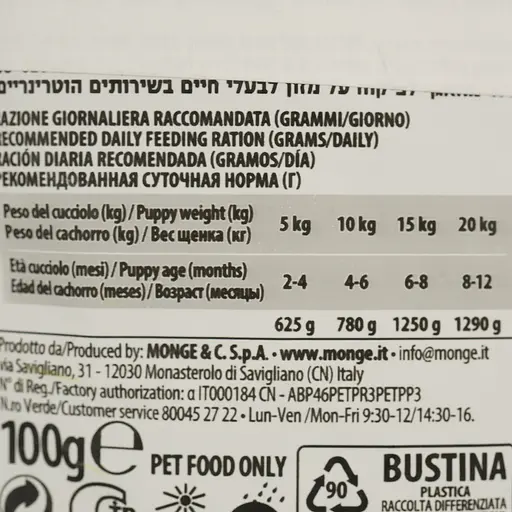 מזון לבעלי חיים בשירותים הוטרינריים
AZIONE GIORNALIERA RACCOMANDATA (GRAMMI/GIORNO)
RECOMMENDED DAILY FEEDING RATION (GRAMS/DAILY)
RACIÓN DIARIA RECOMENDADA (GRAMOS/DÍA)
РЕКОМЕНДОВАННАЯ СУТОЧНАЯ НОРМА (Г)
Peso del cucciolo (kg) / Puppy weight (kg)
Peso del cachorro (kg) / Вес щенка (кг)
5 kg 10 kg 15 kg 20 kg
Età cucciolo (mesi) / Puppy age (months)
Edad del cachorro (meses) / Возраст (месяцы)
2-4 4-6 6-8 8-12
625 g 780 g 1250 g 1290 g
Prodotto da/Produced by: MONGE & C. S.p.A. • www.monge.it • info@monge.it
Via Savigliano, 31 - 12030 Monasterolo di Savigliano (CN) Italy
N° di Reg./Factory authorization: α IT000184 CN - ABP46PETPR3PETPP3
N.ro Verde/Customer service 80045 27 22 • Lun-Ven /Mon-Fri 9:30-12/14:30-16.
100g e PET FOOD ONLY
90
BUSTINA
PLASTICA
RACCOLTA DIFFERENZIATA